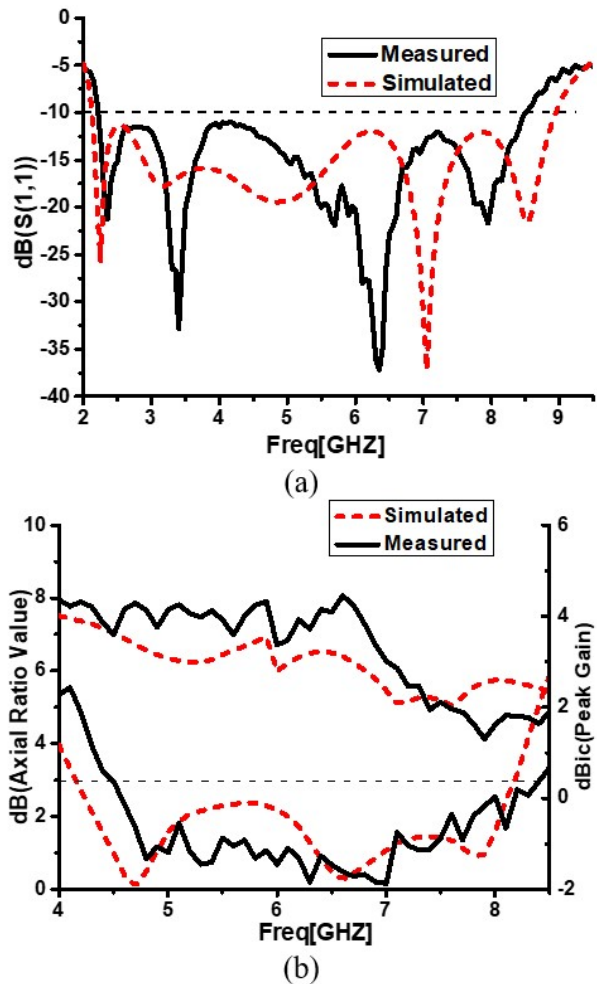 -5
-10
-15
-20
-25
-30
-35
-40
dB(S(1,1))
Measured
Simulated
2 3 4 5 6 7 8 9
Freq[GHZ]
(a)
Simulated
Measured
10
8
6
4
2
0
dB(Axial Ratio Value)
6
4
2
0
-2
dBic(Peak Gain)
4 5 6 7 8
Freq[GHZ]
(b)